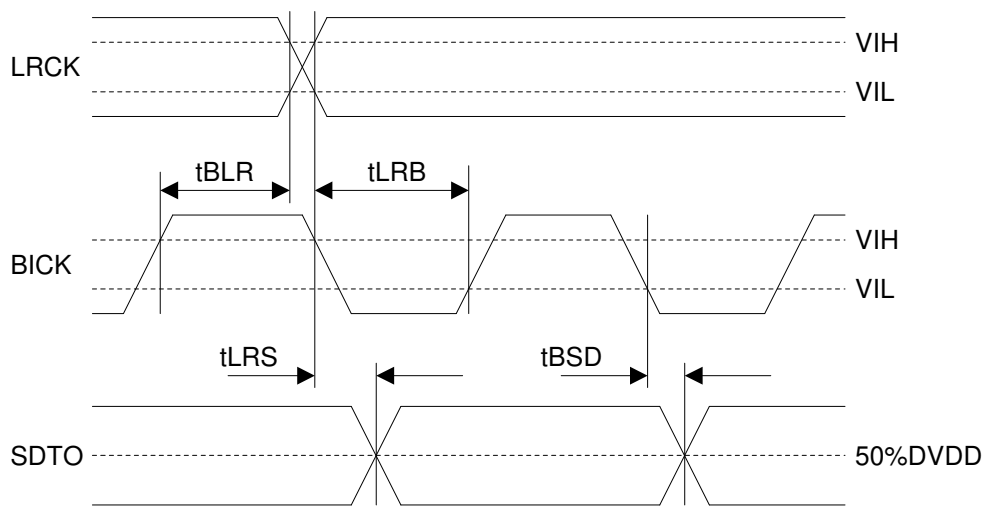 LRCK
VIH
VIL
tBLR
tLRB
BICK
VIH
VIL
tLRS
tBSD
SDTO
50%DVDD